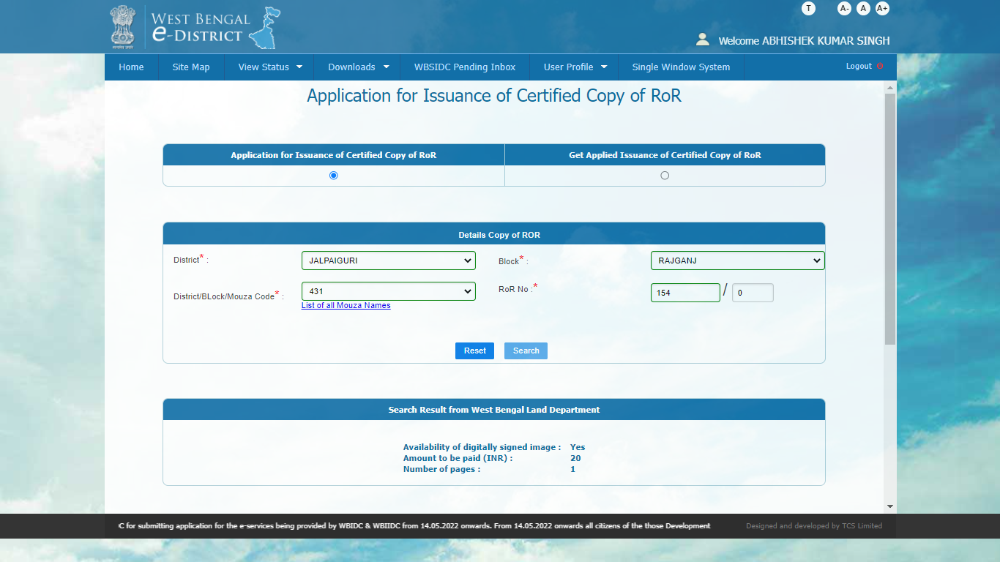 WEST BENGAL
e-DISTRICT
T A- A A+
Welcome ABHISHEK KUMAR SINGH
Home Site Map View Status Downloads WBSIDC Pending Inbox User Profile Single Window System Logout
Application for Issuance of Certified Copy of RoR
Application for Issuance of Certified Copy of RoR Get Applied Issuance of Certified Copy of RoR
Details Copy of ROR
District* : JALPAIGURI Block* : RAJGANJ
District/BLock/Mouza Code* : 431 RoR No :* 154 / 0
List of all Mouza Names
Reset Search
Search Result from West Bengal Land Department
Availability of digitally signed image : Yes
Amount to be paid (INR) : 20
Number of pages : 1
C for submitting application for the e-services being provided by WBIDC & WBIIDC from 14.05.2022 onwards. From 14.05.2022 onwards all citizens of the those Development Designed and developed by TCS Limited